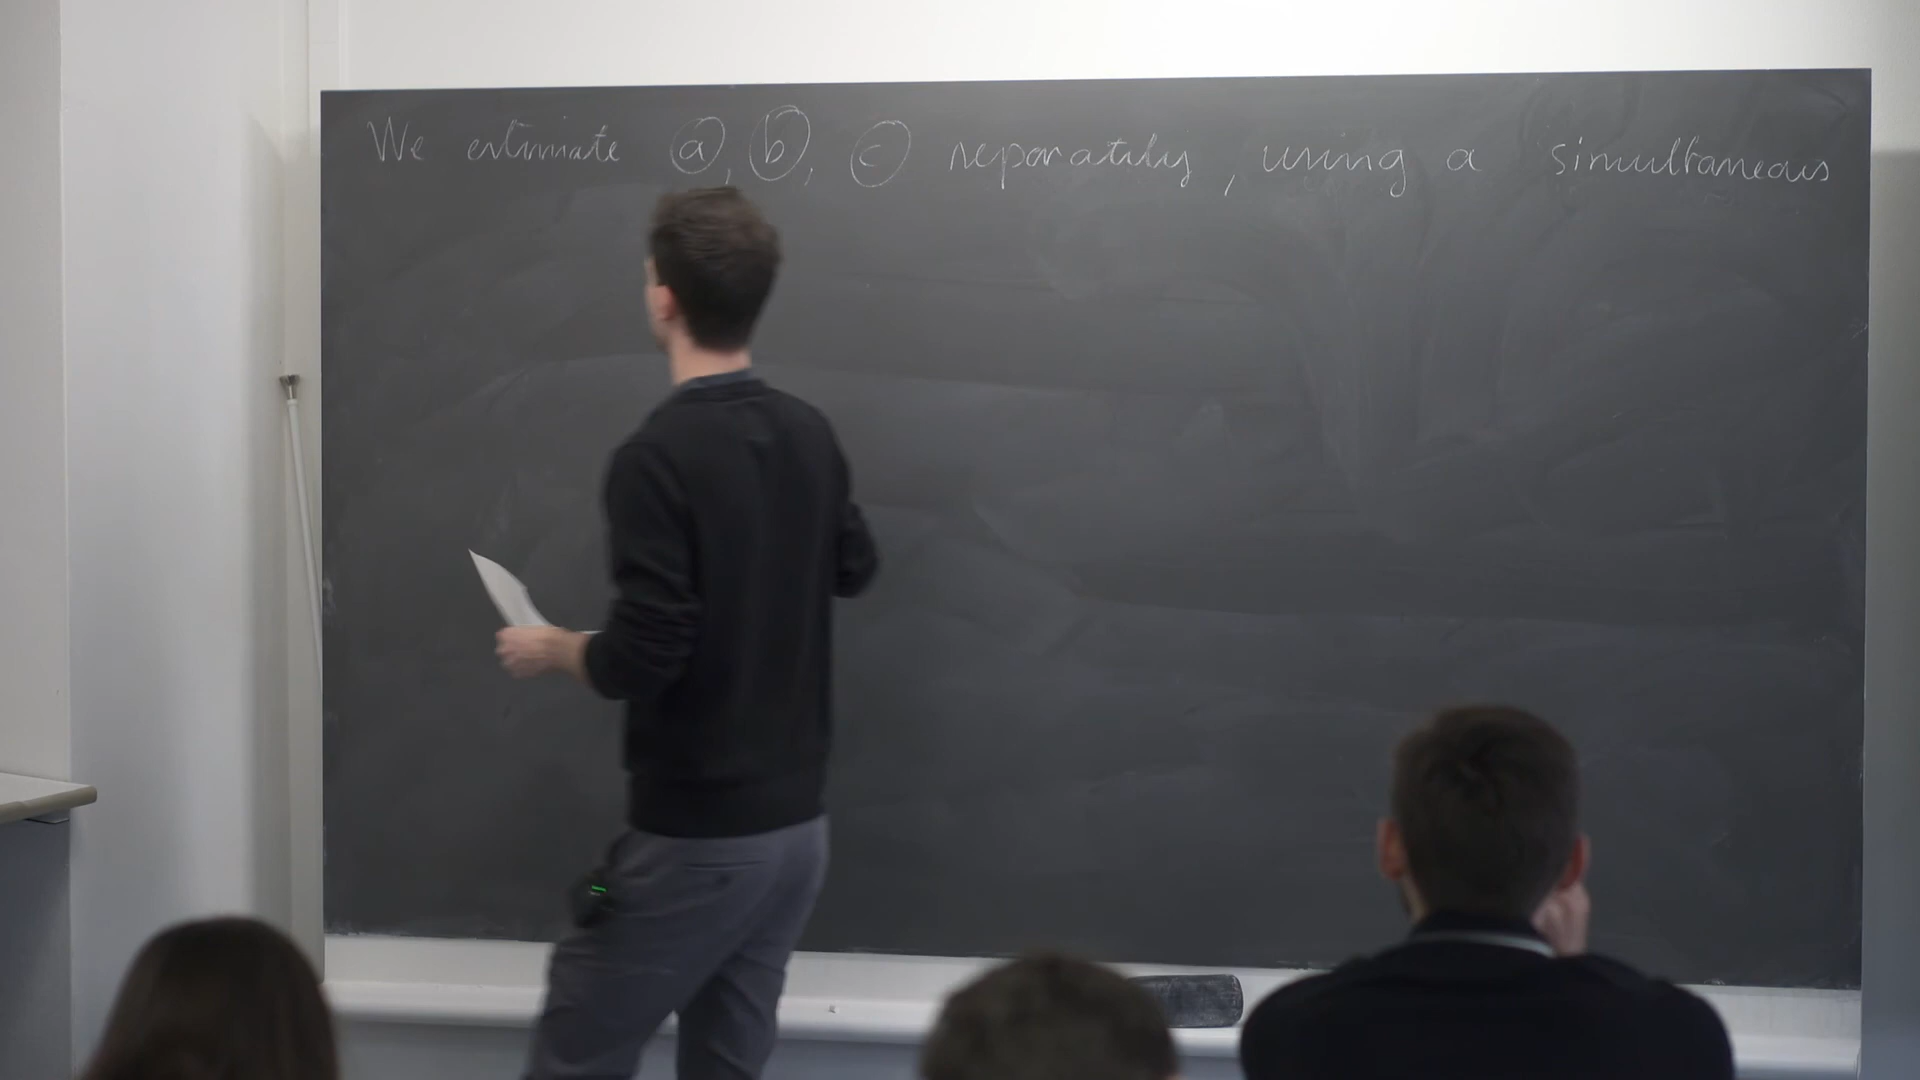 We estimate ⓐ, ⓑ, ⓒ separately, using a simultaneous